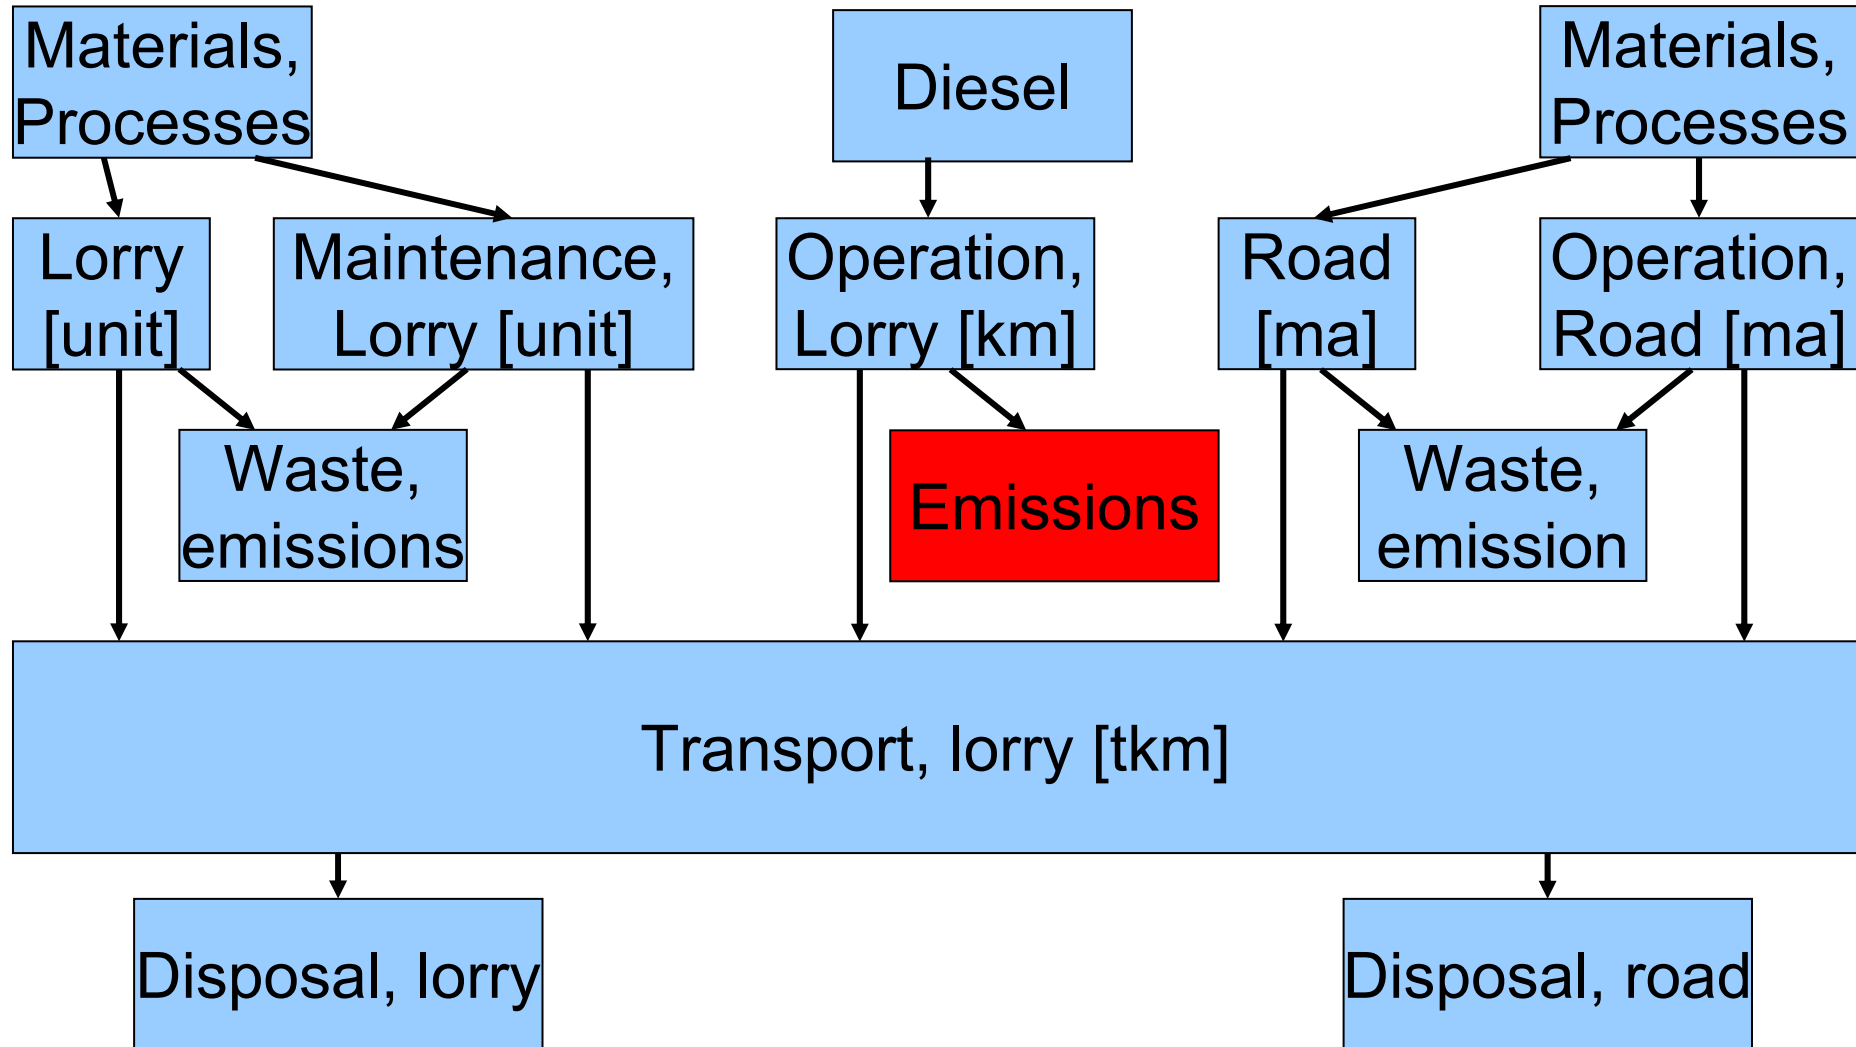 Materials,
Processes
Diesel
Materials,
Processes
Lorry
[unit]
Maintenance,
Lorry [unit]
Operation,
Lorry [km]
Road
[ma]
Operation,
Road [ma]
Waste,
emissions
Emissions
Waste,
emission
Transport, lorry [tkm]
Disposal, lorry
Disposal, road